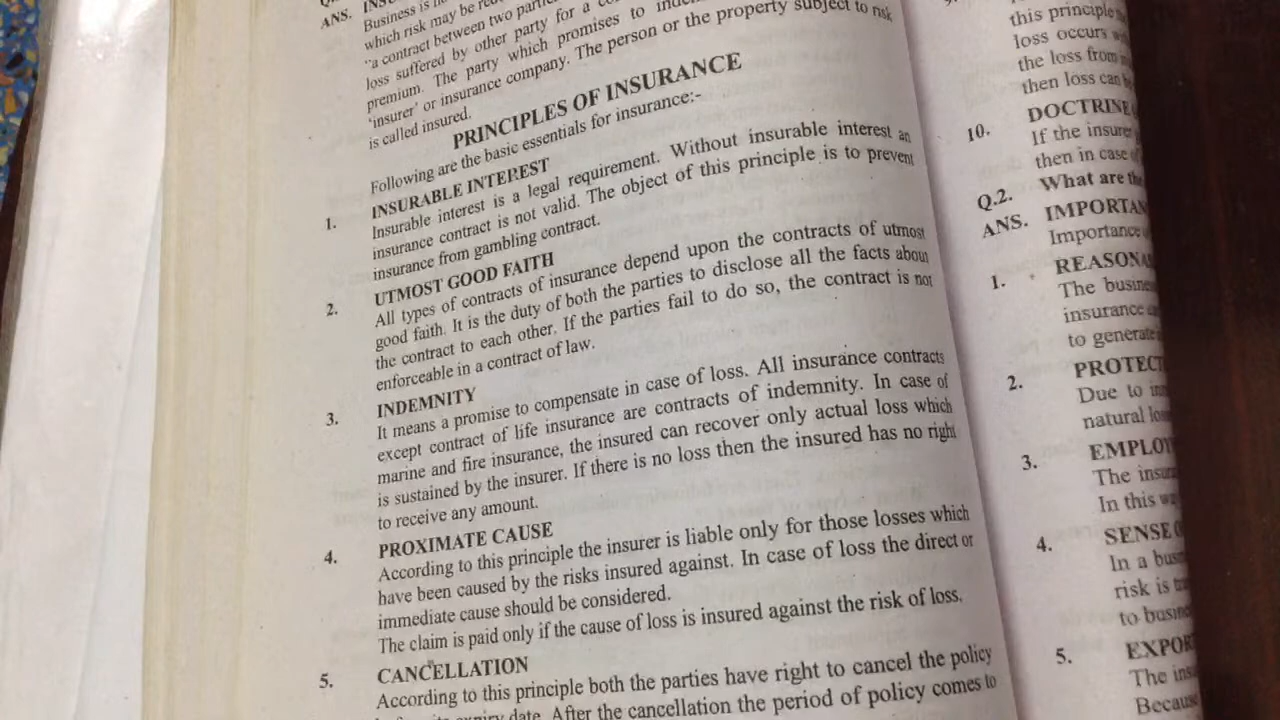 ANS.
Business is
which risk may be
"a contract between two
loss suffered by other party for a
premium. The party which promises to
'insurer' or insurance company. The person or the property subject to risk
is called insured.
PRINCIPLES OF INSURANCE
Following are the basic essentials for insurance:-
1. INSURABLE INTEREST
Insurable interest is a legal requirement. Without insurable interest an
insurance contract is not valid. The object of this principle is to prevent
insurance from gambling contract.
2. UTMOST GOOD FAITH
All types of contracts of insurance depend upon the contracts of utmost
good faith. It is the duty of both the parties to disclose all the facts about
the contract to each other. If the parties fail to do so, the contract is not
enforceable in a contract of law.
3. INDEMNITY
It means a promise to compensate in case of loss. All insurance contracts
except contract of life insurance are contracts of indemnity. In case of
marine and fire insurance, the insured can recover only actual loss which
is sustained by the insurer. If there is no loss then the insured has no right
to receive any amount.
4. PROXIMATE CAUSE
According to this principle the insurer is liable only for those losses which
have been caused by the risks insured against. In case of loss the direct or
immediate cause should be considered.
The claim is paid only if the cause of loss is insured against the risk of loss.
5. CANCELLATION
According to this principle both the parties have right to cancel the policy
expiry date. After the cancellation the period of policy comes to
this principle
loss occurs
the loss from
then loss can
10. DOCTRINE
If the insurer
then in case
Q.2. What are the
ANS. IMPORTAN
Importance
1. REASONA
The busine
insurance
to generate
2. PROTECT
Due to
natural
3. EMPLOY
The insur
In this
4. SENSE
In a bus
risk is
to busin
5. EXPOR
The ins
Becau